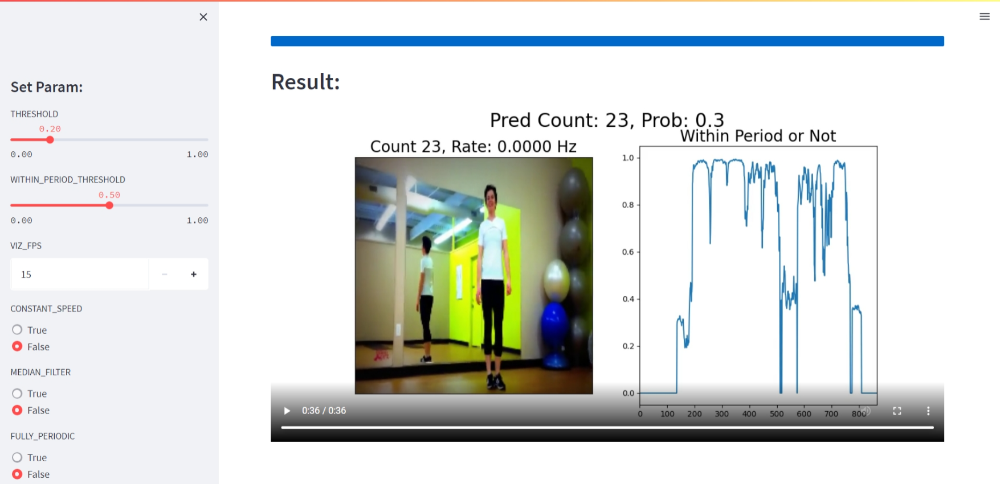 Set Param:
THRESHOLD
0.20
0.00 1.00
WITHIN_PERIOD_THRESHOLD
0.50
0.00 1.00
VIZ_FPS
15
CONSTANT_SPEED
True
False
MEDIAN_FILTER
True
False
FULLY_PERIODIC
True
False
Result:
Pred Count: 23, Prob: 0.3
Count 23, Rate: 0.0000 Hz
Within Period or Not
1.0
0.8
0.6
0.4
0.2
0.0
0 100 200 300 400 500 600 700 800
0:36 / 0:36